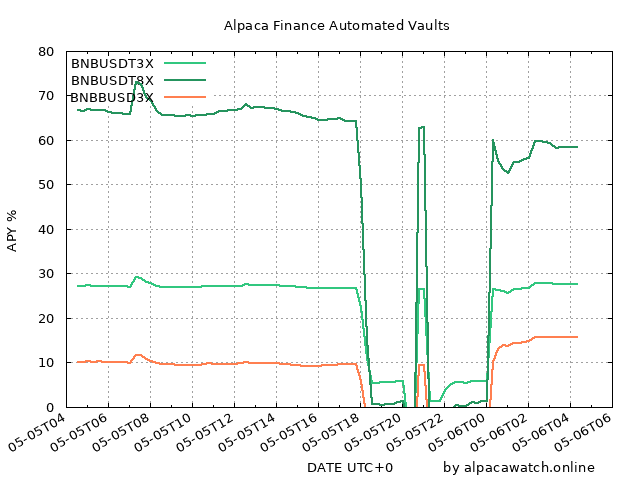 Alpaca Finance Automated Vaults
BNBUSDT3X
BNBUSDT8X
BNBBUSD3X
80
70
60
50
40
30
20
10
0
APY %
05-05T04
05-05T06
05-05T08
05-05T10
05-05T12
05-05T14
05-05T16
05-05T18
05-05T20
05-05T22
05-06T00
05-06T02
05-06T04
05-06T06
DATE UTC+0
by alpacawatch.online